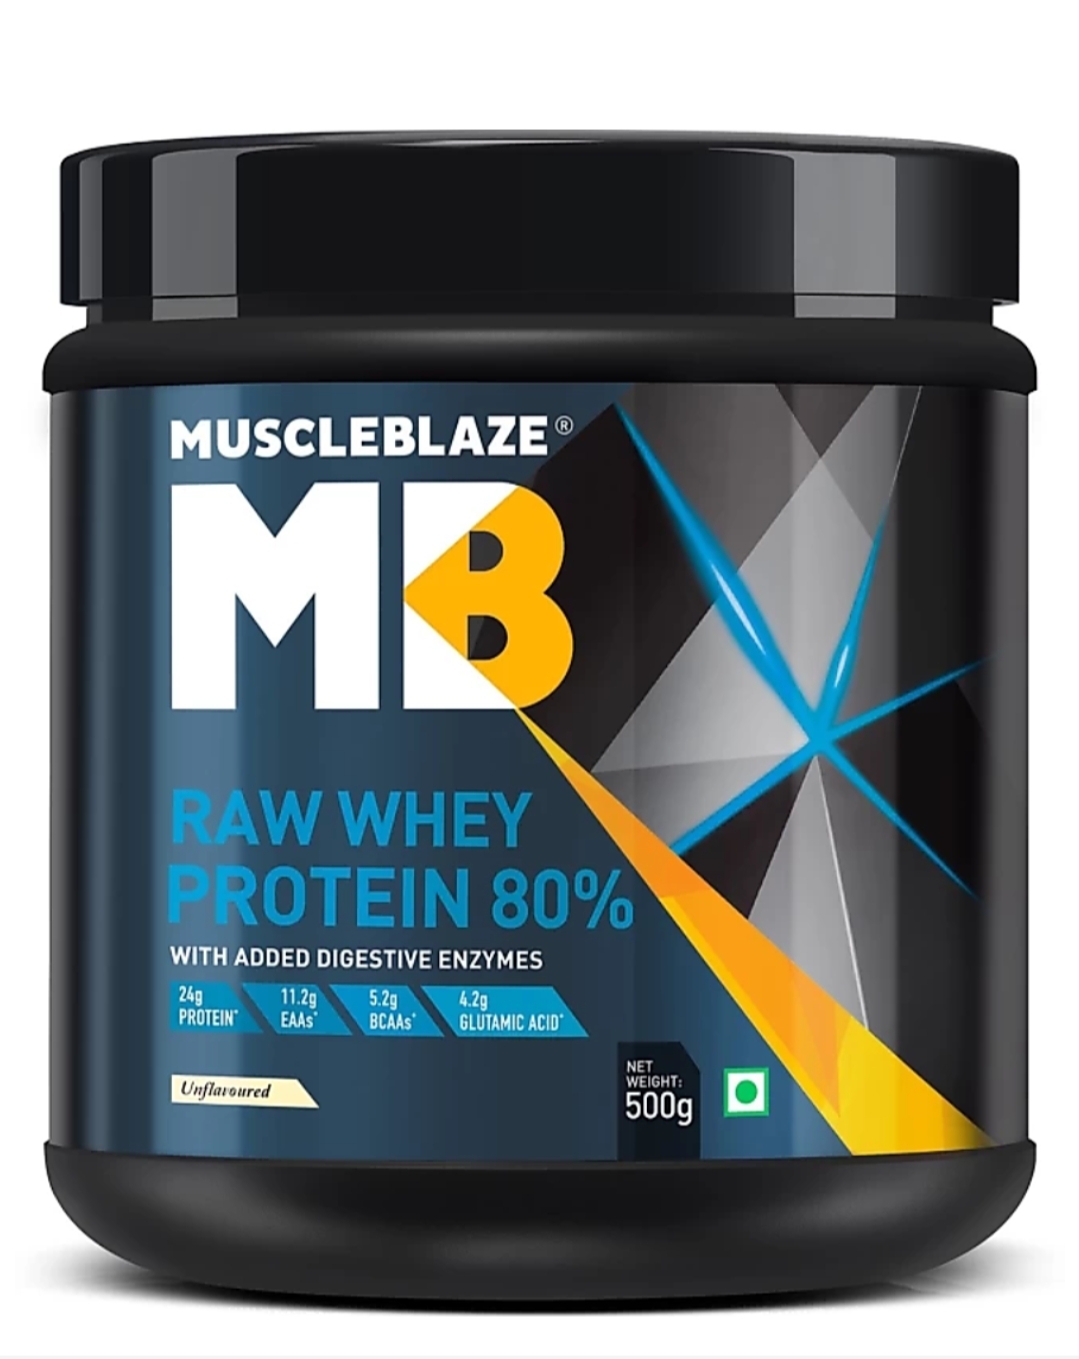 MUSCLEBLAZE®
MB
RAW WHEY
PROTEIN 80%
WITH ADDED DIGESTIVE ENZYMES
24g
PROTEIN*
11.2g
EAAs*
5.2g
BCAAs*
4.2g
GLUTAMIC ACID*
Unflavoured
NET
WEIGHT:
500g